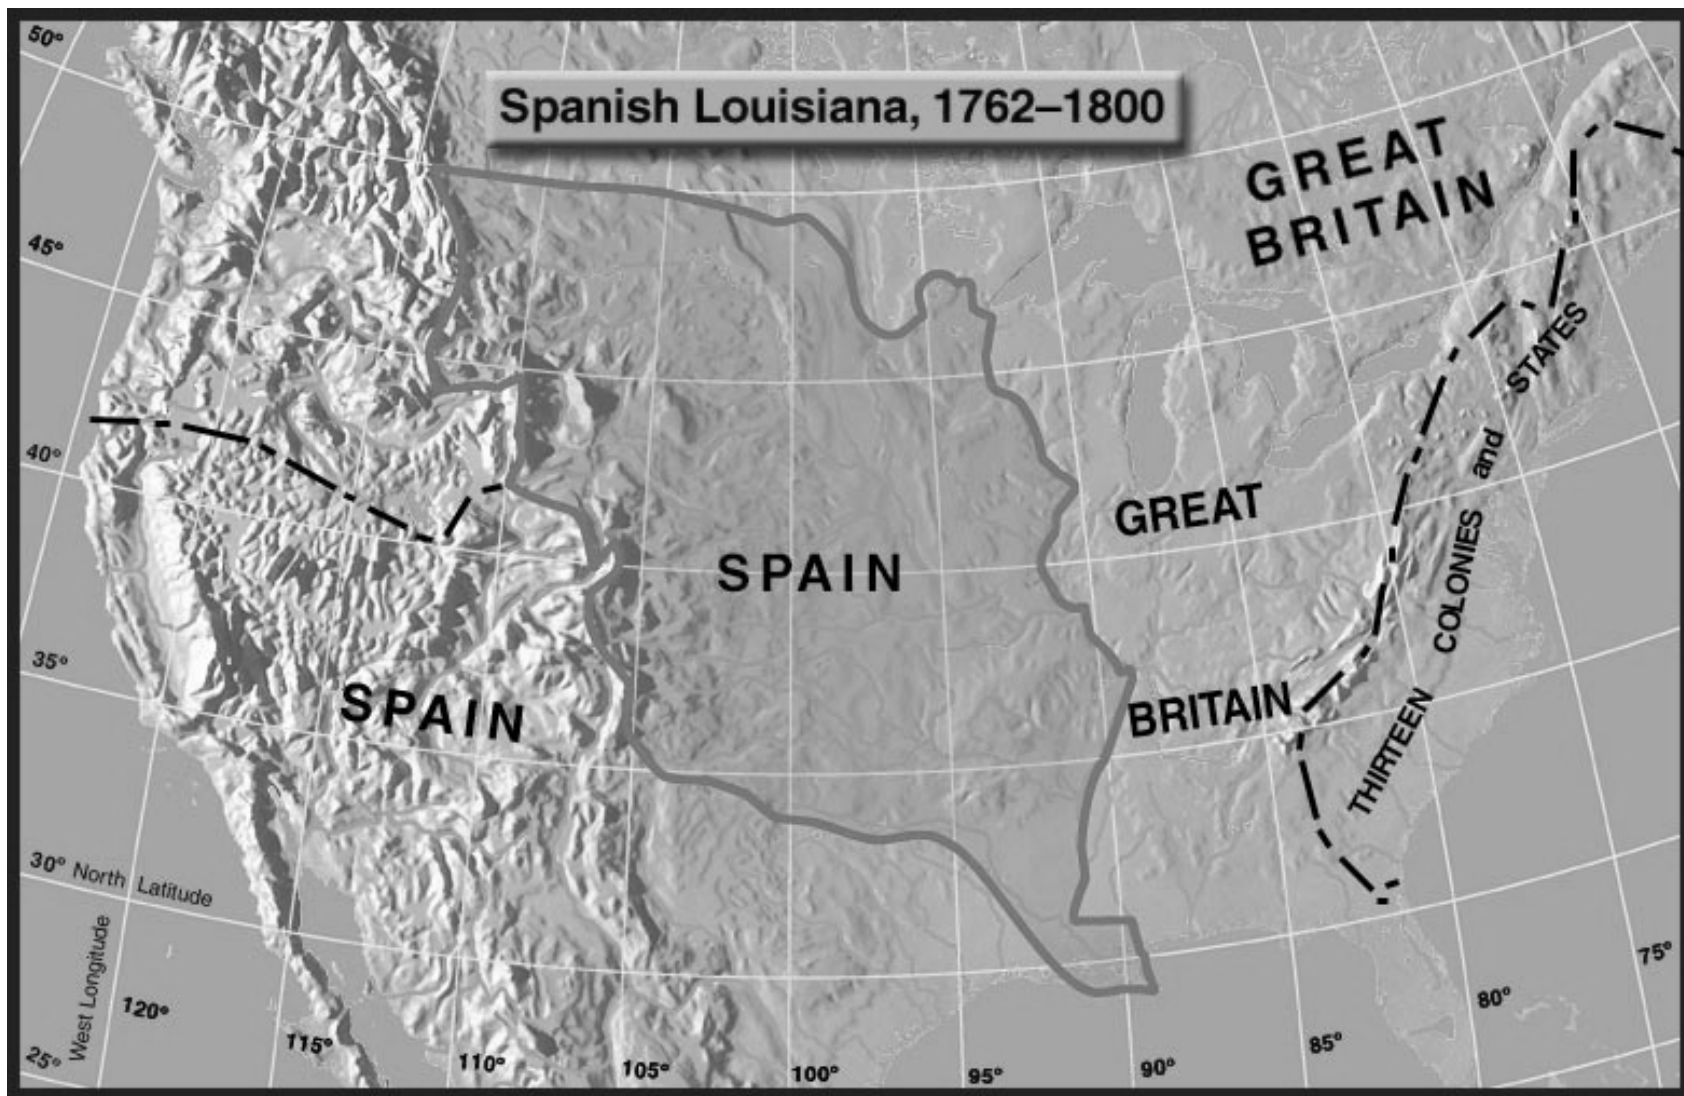 Spanish Louisiana, 1762–1800
50°
45°
40°
35°
30° North Latitude
25°
West Longitude
120°
115°
110°
105°
100°
95°
90°
85°
80°
75°
GREAT
BRITAIN
SPAIN
SPAIN
GREAT
BRITAIN
THIRTEEN COLONIES and STATES